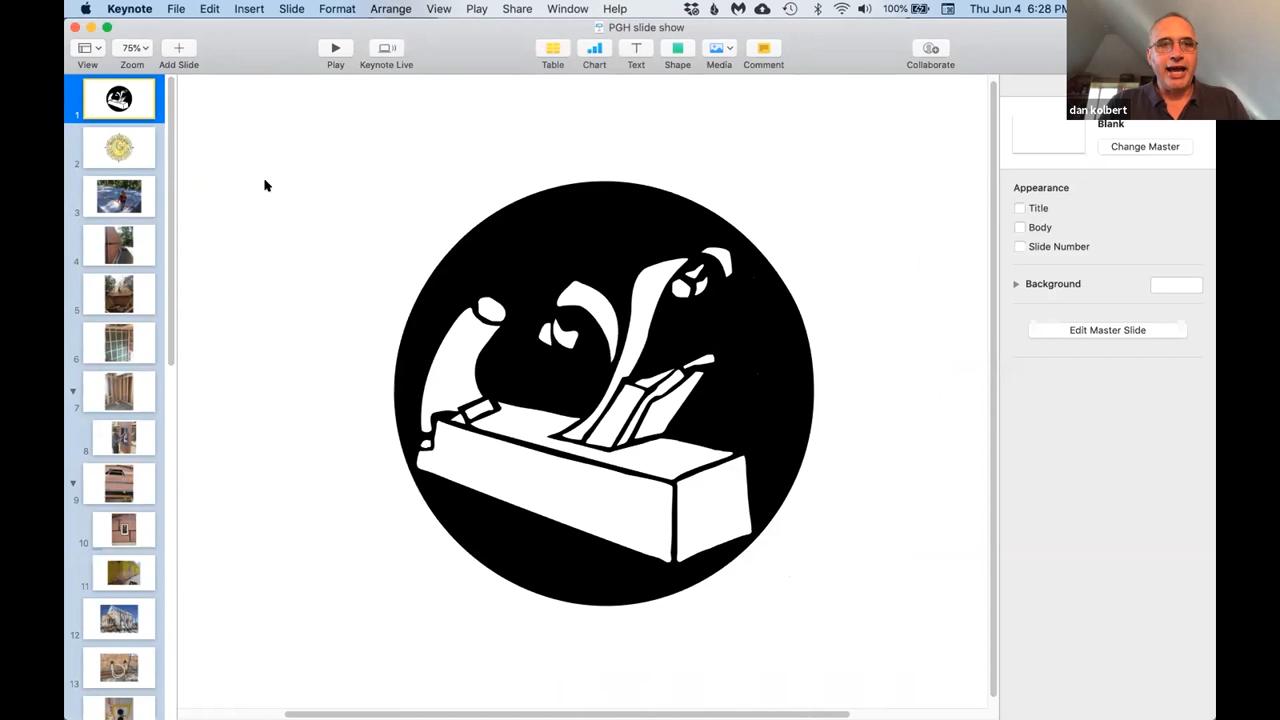 Keynote File Edit Insert Slide Format Arrange View Play Share Window Help 100% Thu Jun 4 6:28 PM
PGH slide show
75%
View Zoom Add Slide Play Keynote Live Table Chart Text Shape Media Comment Collaborate
dan kolbert
Blank
Change Master
Appearance
Title
Body
Slide Number
Background
Edit Master Slide
1
2
3
4
5
6
7
8
9
10
11
12
13